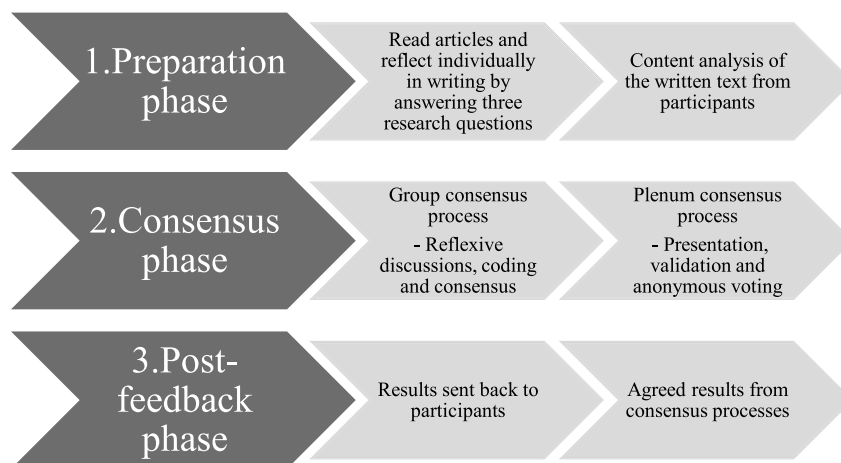 1.Preparation
phase
Read articles and
reflect individually
in writing by
answering three
research questions
Content analysis of
the written text from
participants
2.Consensus
phase
Group consensus
process
- Reflexive
discussions, coding
and consensus
Plenum consensus
process
- Presentation,
validation and
anonymous voting
3.Post-
feedback
phase
Results sent back to
participants
Agreed results from
consensus processes